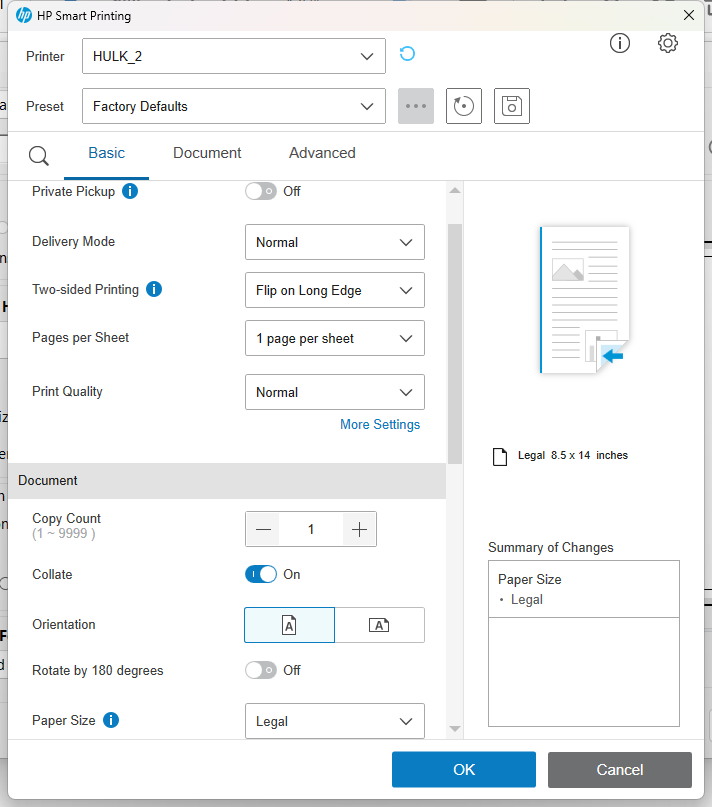 HP Smart Printing
Printer HULK_2
Preset Factory Defaults
Basic Document Advanced
Private Pickup Off
Delivery Mode Normal
Two-sided Printing Flip on Long Edge
Pages per Sheet 1 page per sheet
Print Quality Normal
More Settings
Legal 8.5 x 14 inches
Document
Copy Count
(1 ~ 9999 )
1
Collate On
Orientation
Rotate by 180 degrees Off
Paper Size Legal
Summary of Changes
Paper Size
• Legal
OK Cancel